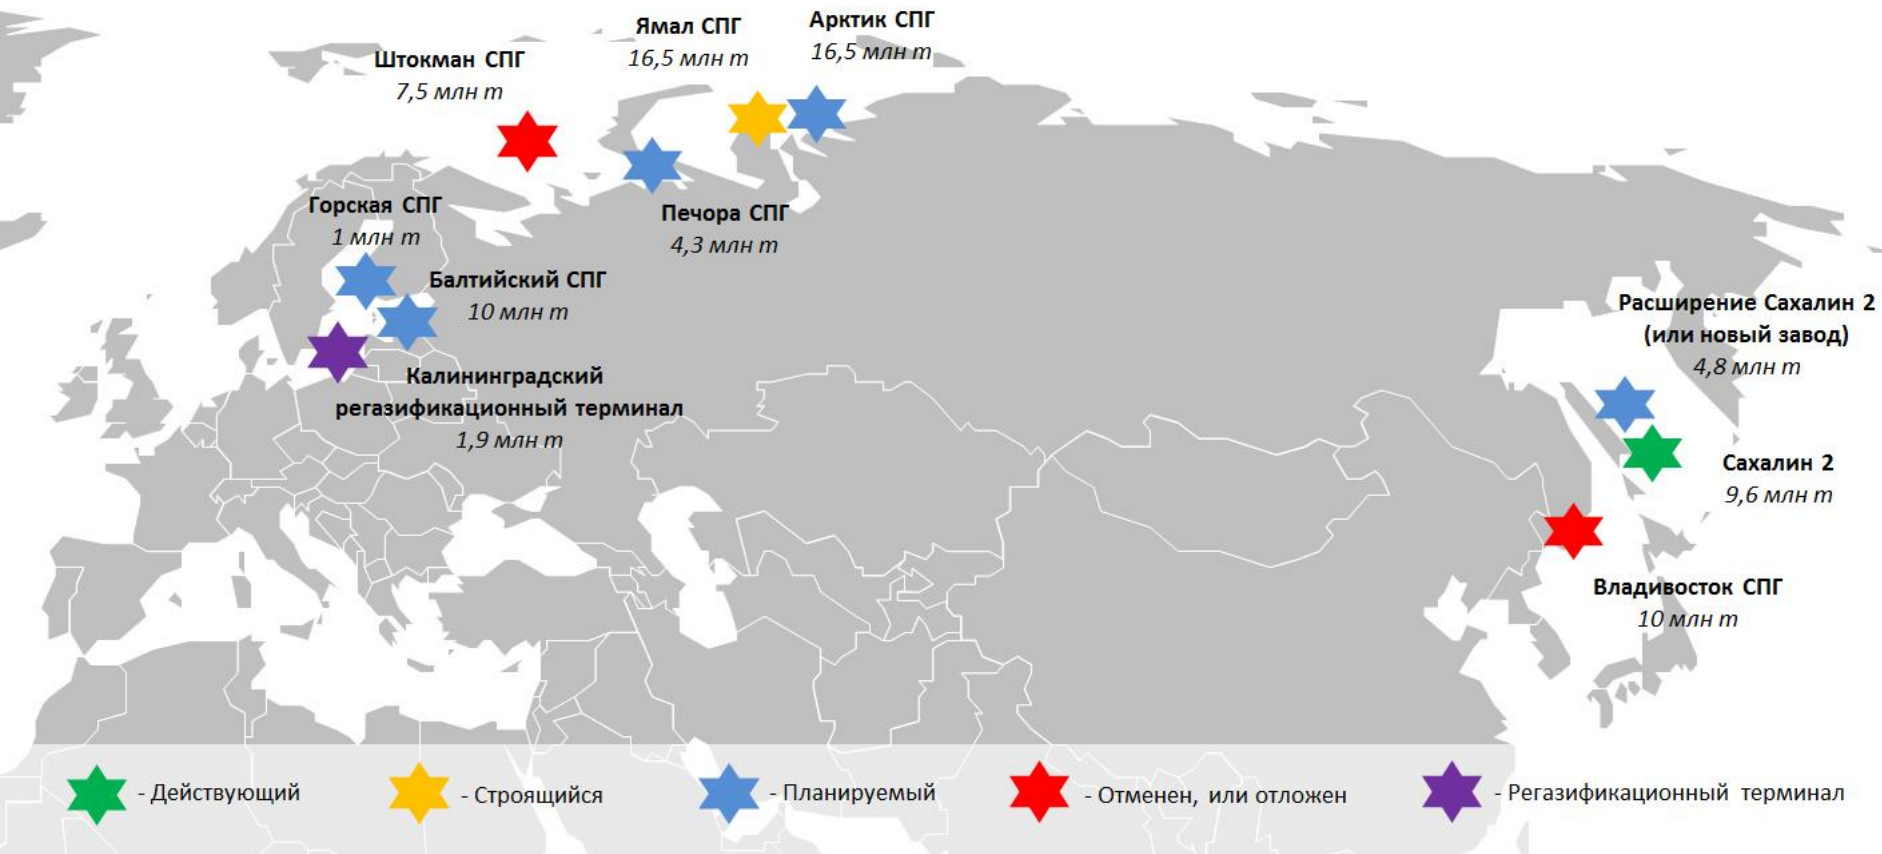 Ямал СПГ
16,5 млн т
Арктик СПГ
16,5 млн т
Штокман СПГ
7,5 млн т
Печора СПГ
4,3 млн т
Горская СПГ
1 млн т
Балтийский СПГ
10 млн т
Калининградский
регазификационный терминал
1,9 млн т
Расширение Сахалин 2
(или новый завод)
4,8 млн т
Сахалин 2
9,6 млн т
Владивосток СПГ
10 млн т
- Действующий
- Строящийся
- Планируемый
- Отменен, или отложен
- Регазификационный терминал